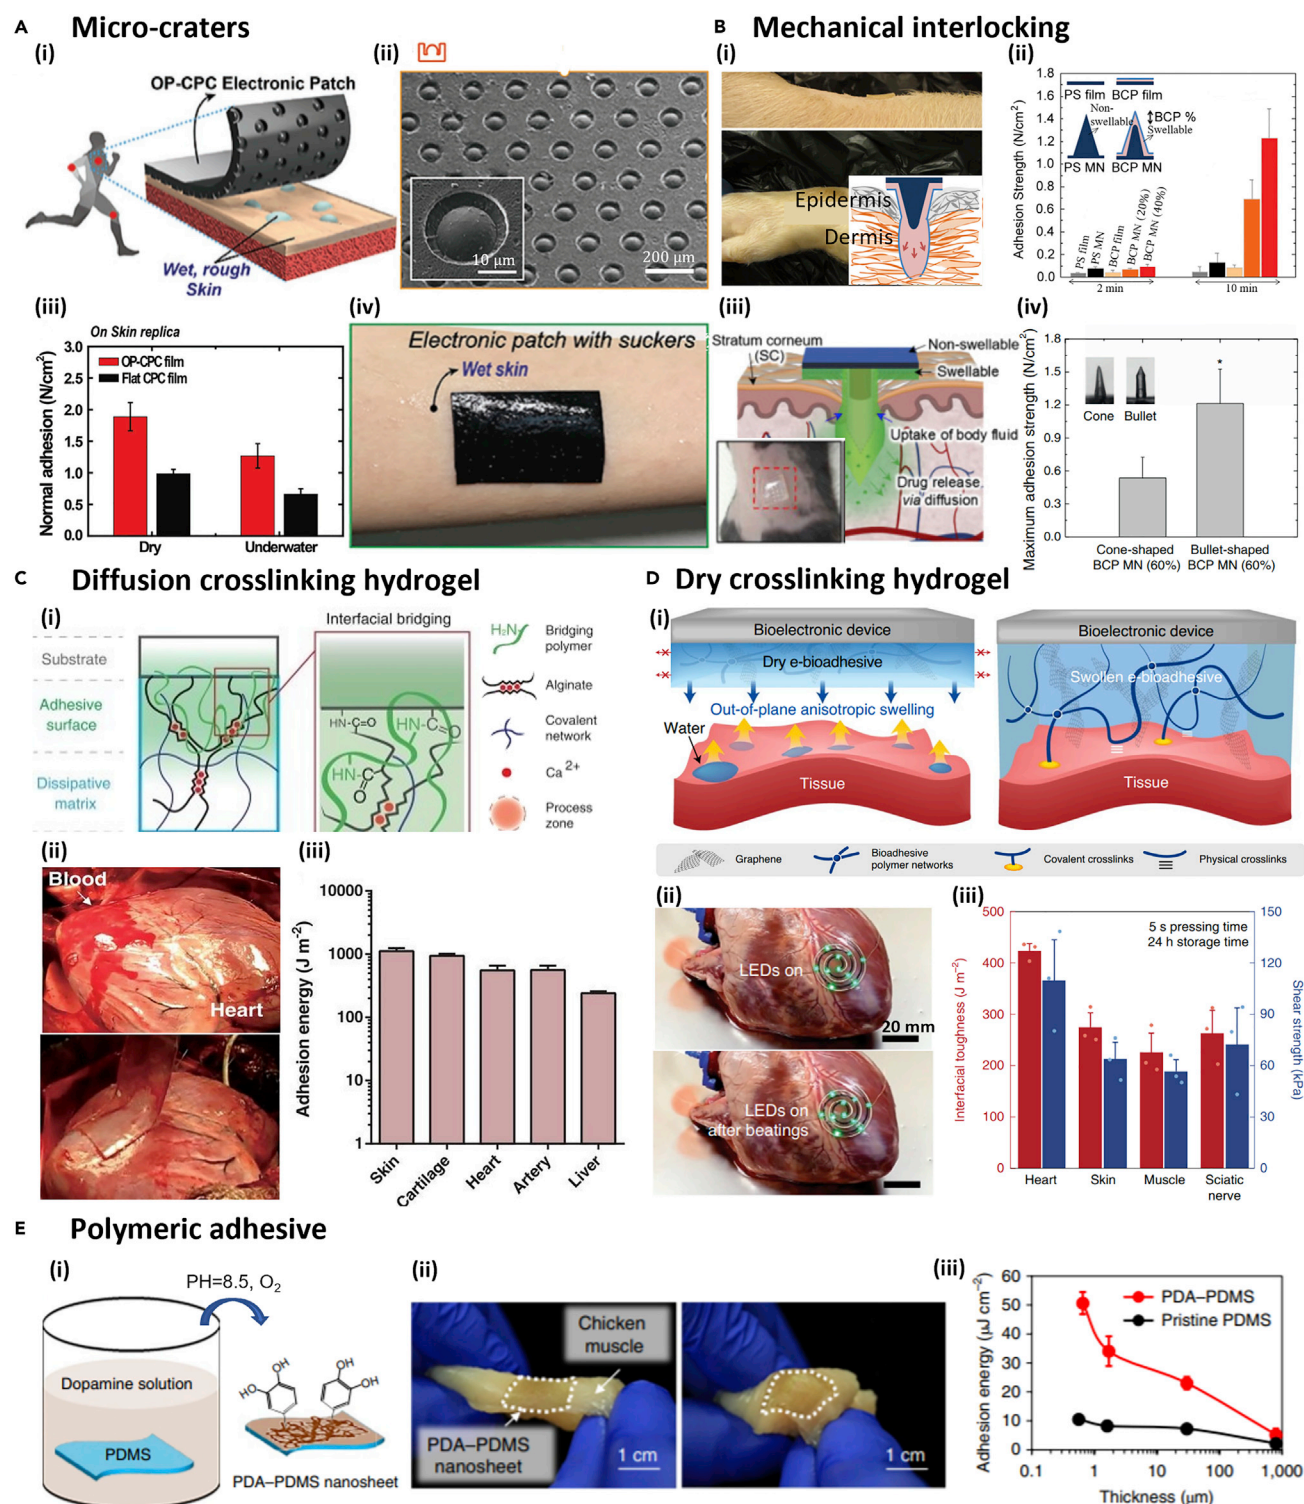 A Micro-craters
(i)
OP-CPC Electronic Patch
Wet, rough
Skin
(ii)
10 μm
200 μm
(iii)
On Skin replica
Normal adhesion (N/cm²)
3.0
2.5
2.0
1.5
1.0
0.5
0.0
OP-CPC film
Flat CPC film
Dry
Underwater
(iv)
Electronic patch with suckers
Wet skin
B Mechanical interlocking
(i)
Epidermis
Dermis
(ii)
Adhesion Strength (N/cm²)
1.8
1.6
1.4
1.2
1.0
0.8
0.6
0.4
0.2
0.0
PS film
BCP film
Non-
swellable
BCP %
Swellable
PS MN
BCP MN
PS film
PS MN
BCP film
BCP MN (20%)
BCP MN (40%)
2 min
10 min
(iii)
Stratum corneum
(SC)
Non-swellable
Swellable
Uptake of body fluid
Drug release
via diffusion
(iv)
Maximum adhesion strength (N/cm²)
1.8
1.5
1.2
0.6
0.3
0.0
*
Cone
Bullet
Cone-shaped
BCP MN (60%)
Bullet-shaped
BCP MN (60%)
C Diffusion crosslinking hydrogel
(i)
Substrate
Adhesive
surface
Dissipative
matrix
Interfacial bridging
HN-C=O
HN-C=O
HN-C=O
H₂N
Bridging
polymer
Alginate
Covalent
network
Ca²⁺
Process
zone
(ii)
Blood
Heart
(iii)
Adhesion energy (J m⁻²)
10000
1000
100
10
1
Skin
Cartilage
Heart
Artery
Liver
D Dry crosslinking hydrogel
(i)
Bioelectronic device
Dry e-bioadhesive
Out-of-plane anisotropic swelling
Water
Tissue
Bioelectronic device
Swollen e-bioadhesive
Tissue
Graphene
Bioadhesive
polymer networks
Covalent crosslinks
Physical crosslinks
(ii)
LEDs on
20 mm
LEDs on
after beatings
(iii)
Interfacial toughness (J m⁻²)
500
400
300
200
100
0
5 s pressing time
24 h storage time
150
120
90
60
30
0
Shear strength (kPa)
Heart
Skin
Muscle
Sciatic
nerve
E Polymeric adhesive
(i)
PH=8.5, O₂
Dopamine solution
PDMS
OH
OH
HO
OH
PDA–PDMS nanosheet
(ii)
Chicken
muscle
PDA–PDMS
nanosheet
1 cm
1 cm
(iii)
Adhesion energy (μJ cm⁻²)
60
50
40
30
20
10
0
PDA–PDMS
Pristine PDMS
0.1
1
10
100
1,000
Thickness (μm)